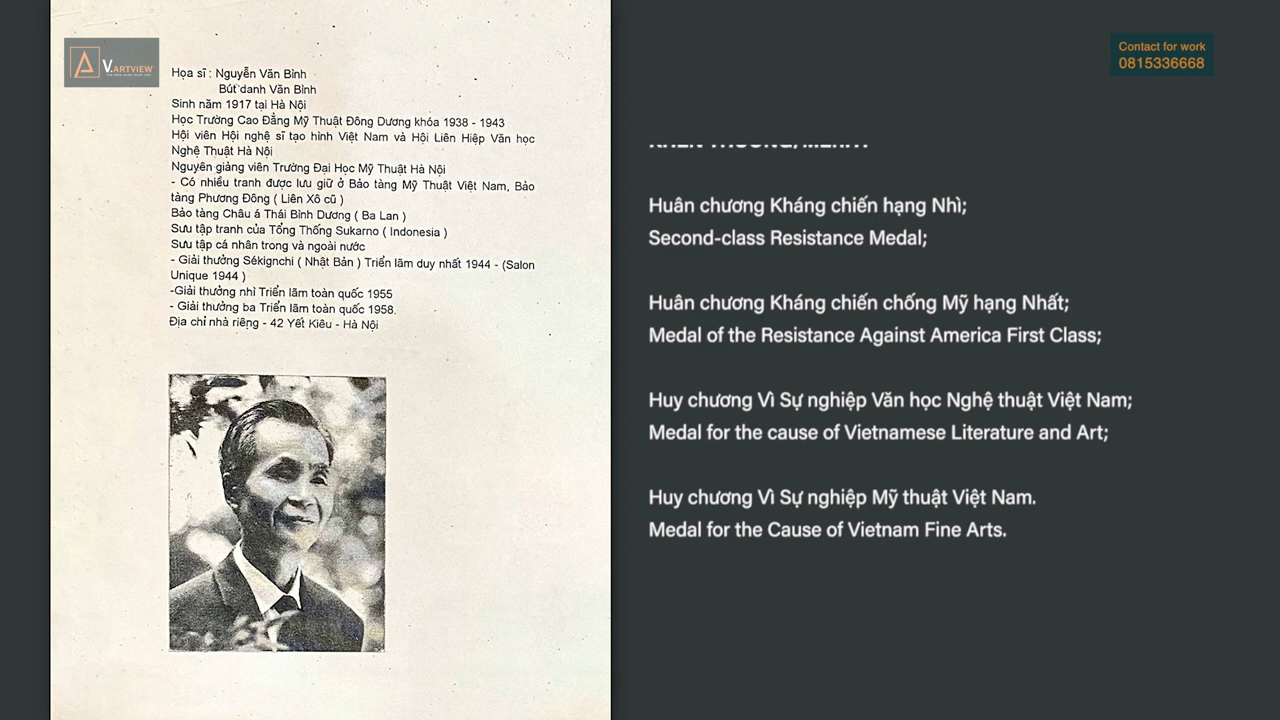 V.ARTVIEW
Họa sĩ : Nguyễn Văn Bình
Bút danh Văn Bình
Sinh năm 1917 tại Hà Nội
Học Trường Cao Đẳng Mỹ Thuật Đông Dương khóa 1938 - 1943
Hội viên Hội nghệ sĩ tạo hình Việt Nam và Hội Liên Hiệp Văn học
Nghệ Thuật Hà Nội
Nguyên giảng viên Trường Đại Học Mỹ Thuật Hà Nội
- Có nhiều tranh được lưu giữ ở Bảo tàng Mỹ Thuật Việt Nam, Bảo
tàng Phương Đông ( Liên Xô cũ )
Bảo tàng Châu á Thái Bình Dương ( Ba Lan )
Sưu tập tranh của Tổng Thống Sukarno ( Indonesia )
Sưu tập cá nhân trong và ngoài nước
- Giải thưởng Sékignchi ( Nhật Bản ) Triển lãm duy nhất 1944 - (Salon
Unique 1944 )
-Giải thưởng nhì Triển lãm toàn quốc 1955
- Giải thưởng ba Triển lãm toàn quốc 1958.
Địa chỉ nhà riêng - 42 Yết Kiêu - Hà Nội
Contact for work
0815336668
Huân chương Kháng chiến hạng Nhì;
Second-class Resistance Medal;
Huân chương Kháng chiến chống Mỹ hạng Nhất;
Medal of the Resistance Against America First Class;
Huy chương Vì Sự nghiệp Văn học Nghệ thuật Việt Nam;
Medal for the cause of Vietnamese Literature and Art;
Huy chương Vì Sự nghiệp Mỹ thuật Việt Nam.
Medal for the Cause of Vietnam Fine Arts.